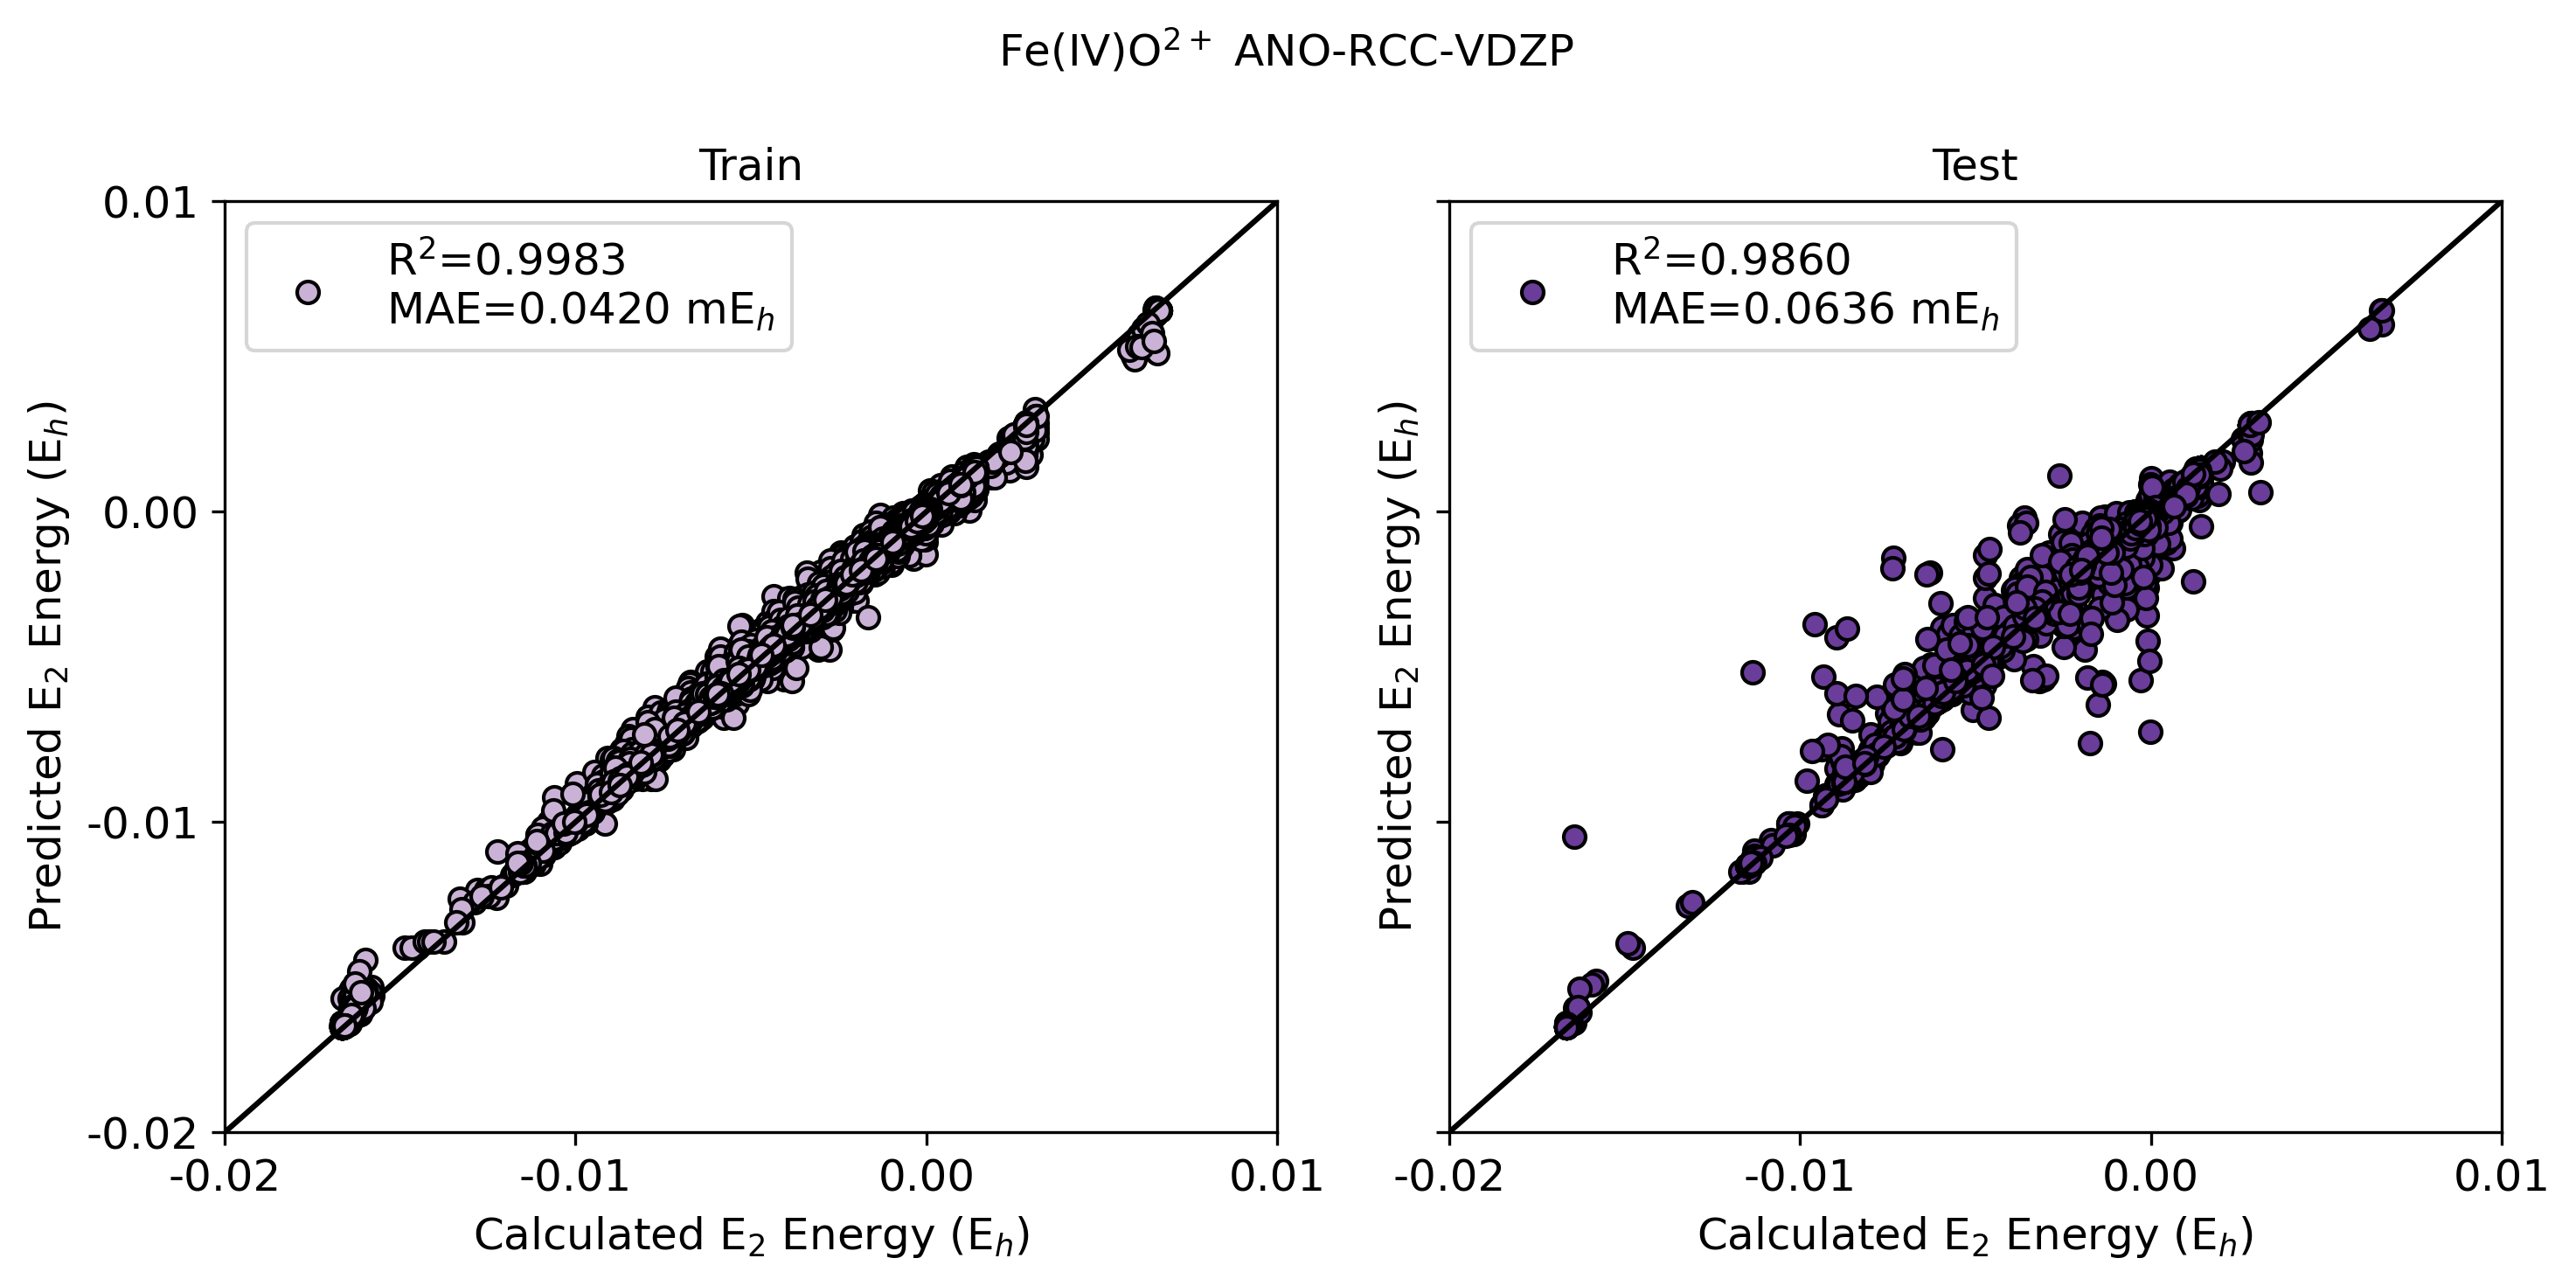 Fe(IV)O²⁺ ANO-RCC-VDZP
Train
R²=0.9983
MAE=0.0420 mEₕ
0.01
0.00
-0.01
-0.02
Predicted E₂ Energy (Eₕ)
-0.02 -0.01 0.00 0.01
Calculated E₂ Energy (Eₕ)
Test
R²=0.9860
MAE=0.0636 mEₕ
Predicted E₂ Energy (Eₕ)
-0.02 -0.01 0.00 0.01
Calculated E₂ Energy (Eₕ)